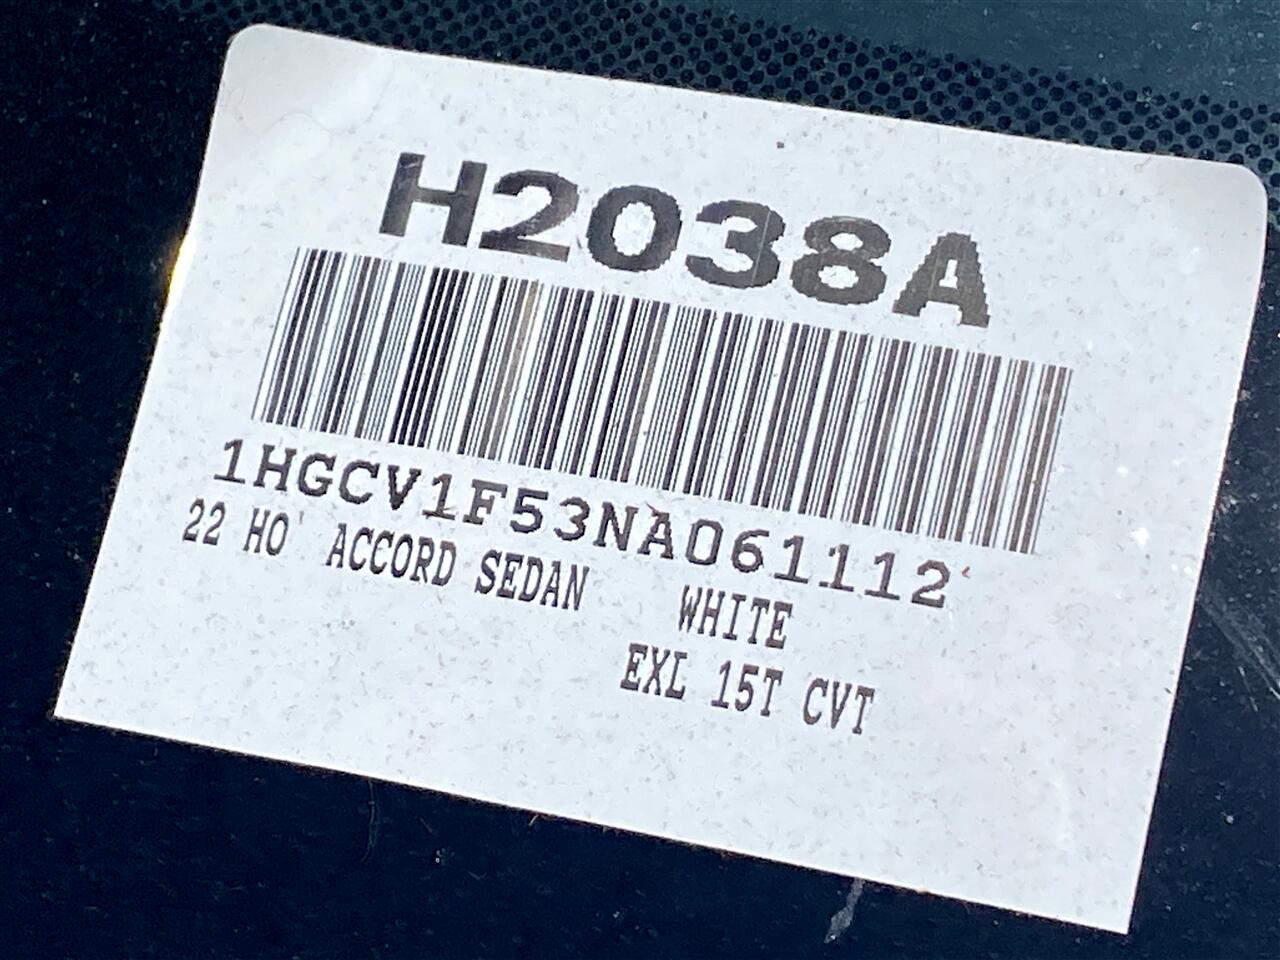 H2038A
1HGCV1F53NA061112
22 HO ACCORD SEDAN WHITE
EXL 15T CVT